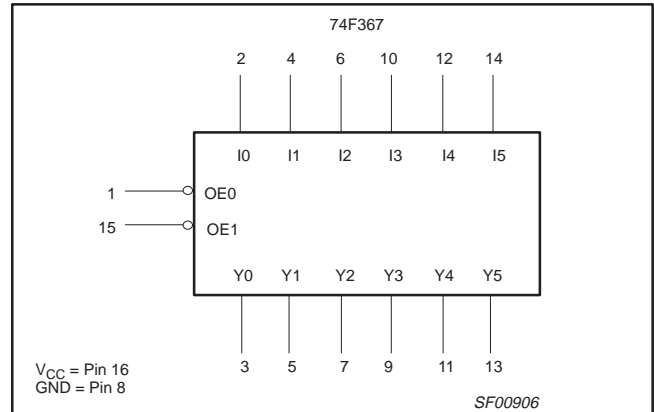 74F367
2 4 6 10 12 14
I0 I1 I2 I3 I4 I5
1 OE0
15 OE1
Y0 Y1 Y2 Y3 Y4 Y5
3 5 7 9 11 13
VCC = Pin 16
GND = Pin 8
SF00906